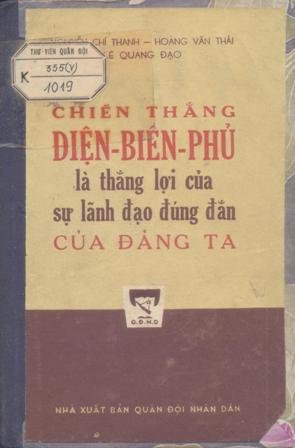 CHÍ THANH – HOÀNG VĂN THÁI
QUANG ĐẠO
THƯ-VIỆN QUÂN ĐỘI
K 355(V)
1019
CHIẾN THẮNG
ĐIỆN-BIÊN-PHỦ
là thắng lợi của
sự lãnh đạo đúng đắn
CỦA ĐẢNG TA
Q.Đ.N.D
NHÀ XUẤT BẢN QUÂN ĐỘI NHÂN DÂN